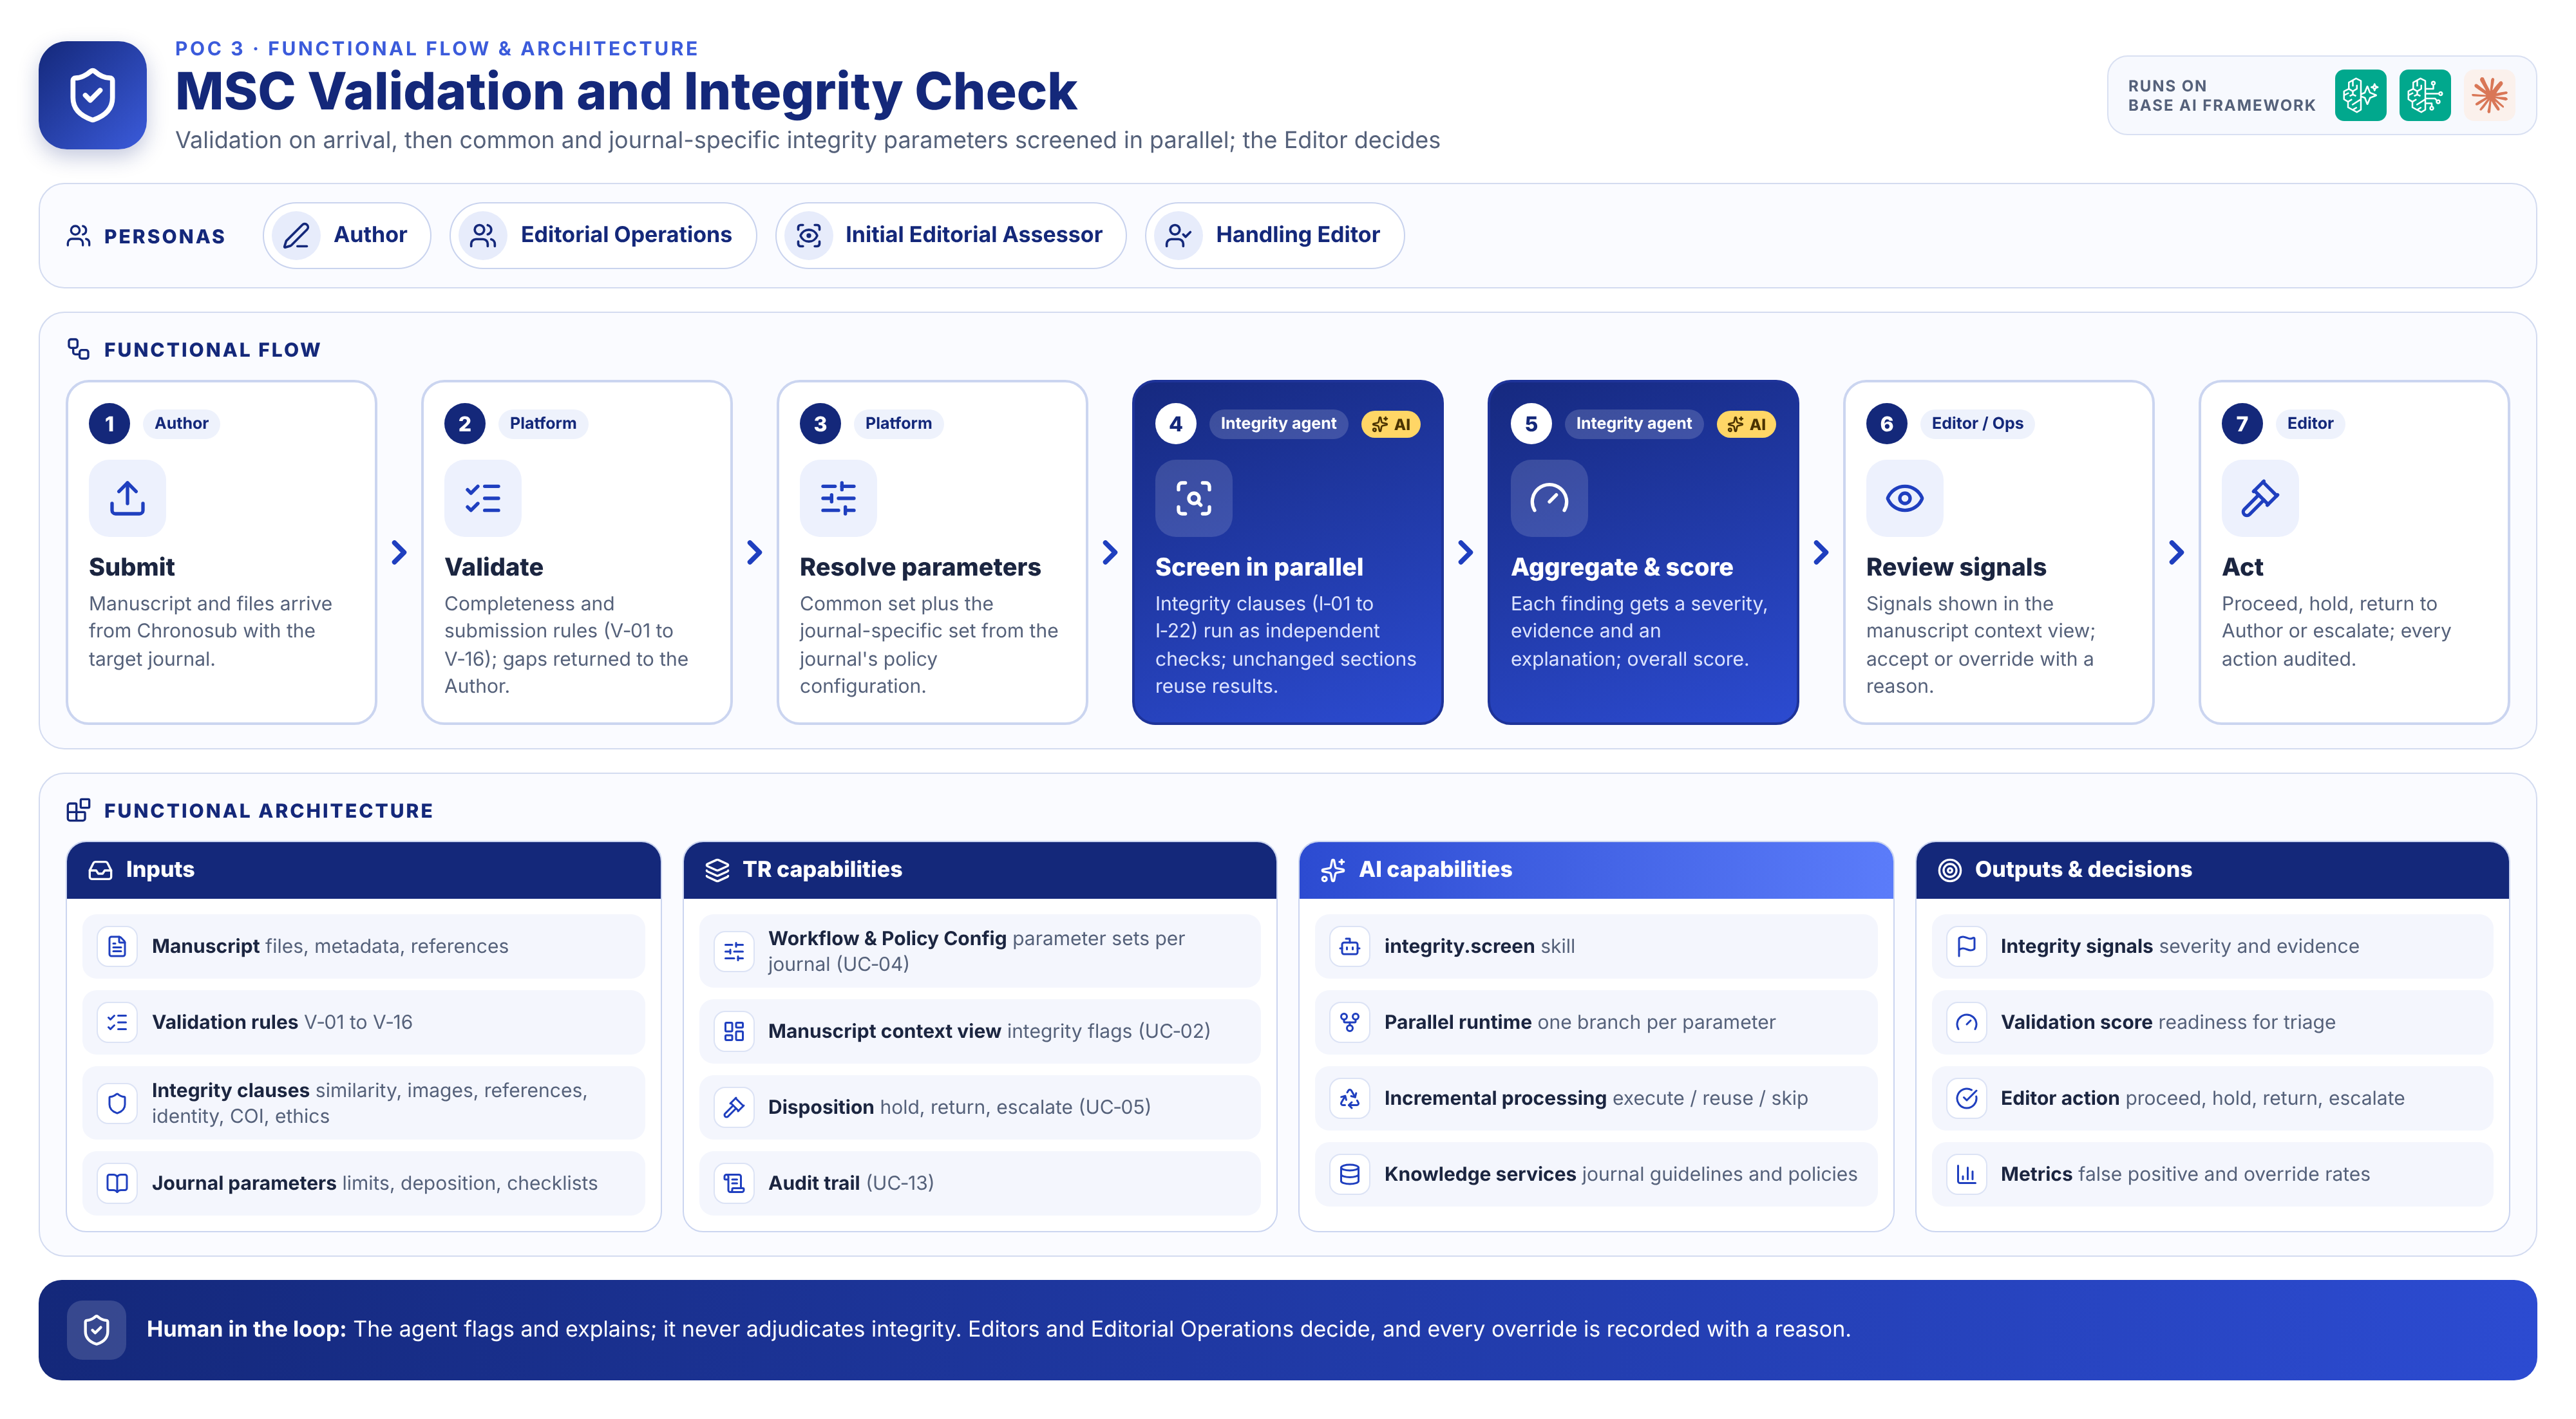 POC 3 · FUNCTIONAL FLOW & ARCHITECTURE
MSC Validation and Integrity Check
Validation on arrival, then common and journal-specific integrity parameters screened in parallel; the Editor decides
RUNS ON
BASE AI FRAMEWORK
PERSONAS
Author
Editorial Operations
Initial Editorial Assessor
Handling Editor
FUNCTIONAL FLOW
1 Author
Submit
Manuscript and files arrive
from Chronosub with the
target journal.
2 Platform
Validate
Completeness and
submission rules (V-01 to
V-16); gaps returned to the
Author.
3 Platform
Resolve parameters
Common set plus the
journal-specific set from the
journal's policy
configuration.
4 Integrity agent AI
Screen in parallel
Integrity clauses (I-01 to
I-22) run as independent
checks; unchanged sections
reuse results.
5 Integrity agent AI
Aggregate & score
Each finding gets a severity,
evidence and an
explanation; overall score.
6 Editor / Ops
Review signals
Signals shown in the
manuscript context view;
accept or override with a
reason.
7 Editor
Act
Proceed, hold, return to
Author or escalate; every
action audited.
FUNCTIONAL ARCHITECTURE
Inputs
Manuscript files, metadata, references
Validation rules V-01 to V-16
Integrity clauses similarity, images, references,
identity, COI, ethics
Journal parameters limits, deposition, checklists
TR capabilities
Workflow & Policy Config parameter sets per
journal (UC-04)
Manuscript context view integrity flags (UC-02)
Disposition hold, return, escalate (UC-05)
Audit trail (UC-13)
AI capabilities
integrity.screen skill
Parallel runtime one branch per parameter
Incremental processing execute / reuse / skip
Knowledge services journal guidelines and policies
Outputs & decisions
Integrity signals severity and evidence
Validation score readiness for triage
Editor action proceed, hold, return, escalate
Metrics false positive and override rates
Human in the loop: The agent flags and explains; it never adjudicates integrity. Editors and Editorial Operations decide, and every override is recorded with a reason.